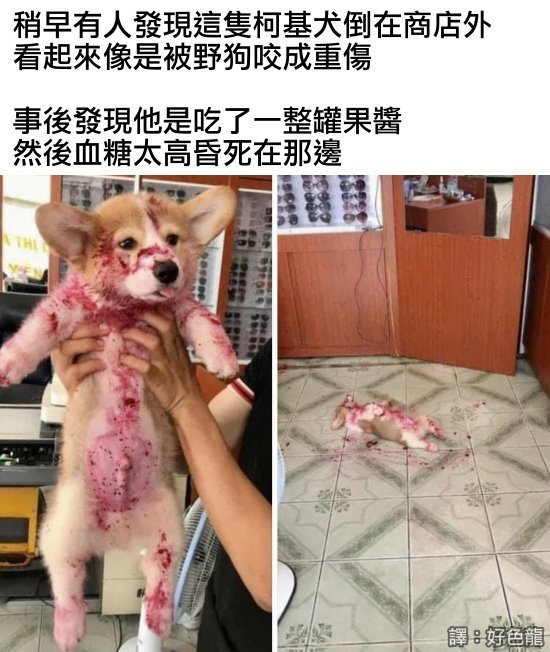 稍早有人發現這隻柯基犬倒在商店外
看起來像是被野狗咬成重傷
事後發現他是吃了一整罐果醬
然後血糖太高昏死在那邊
譯：好色龍